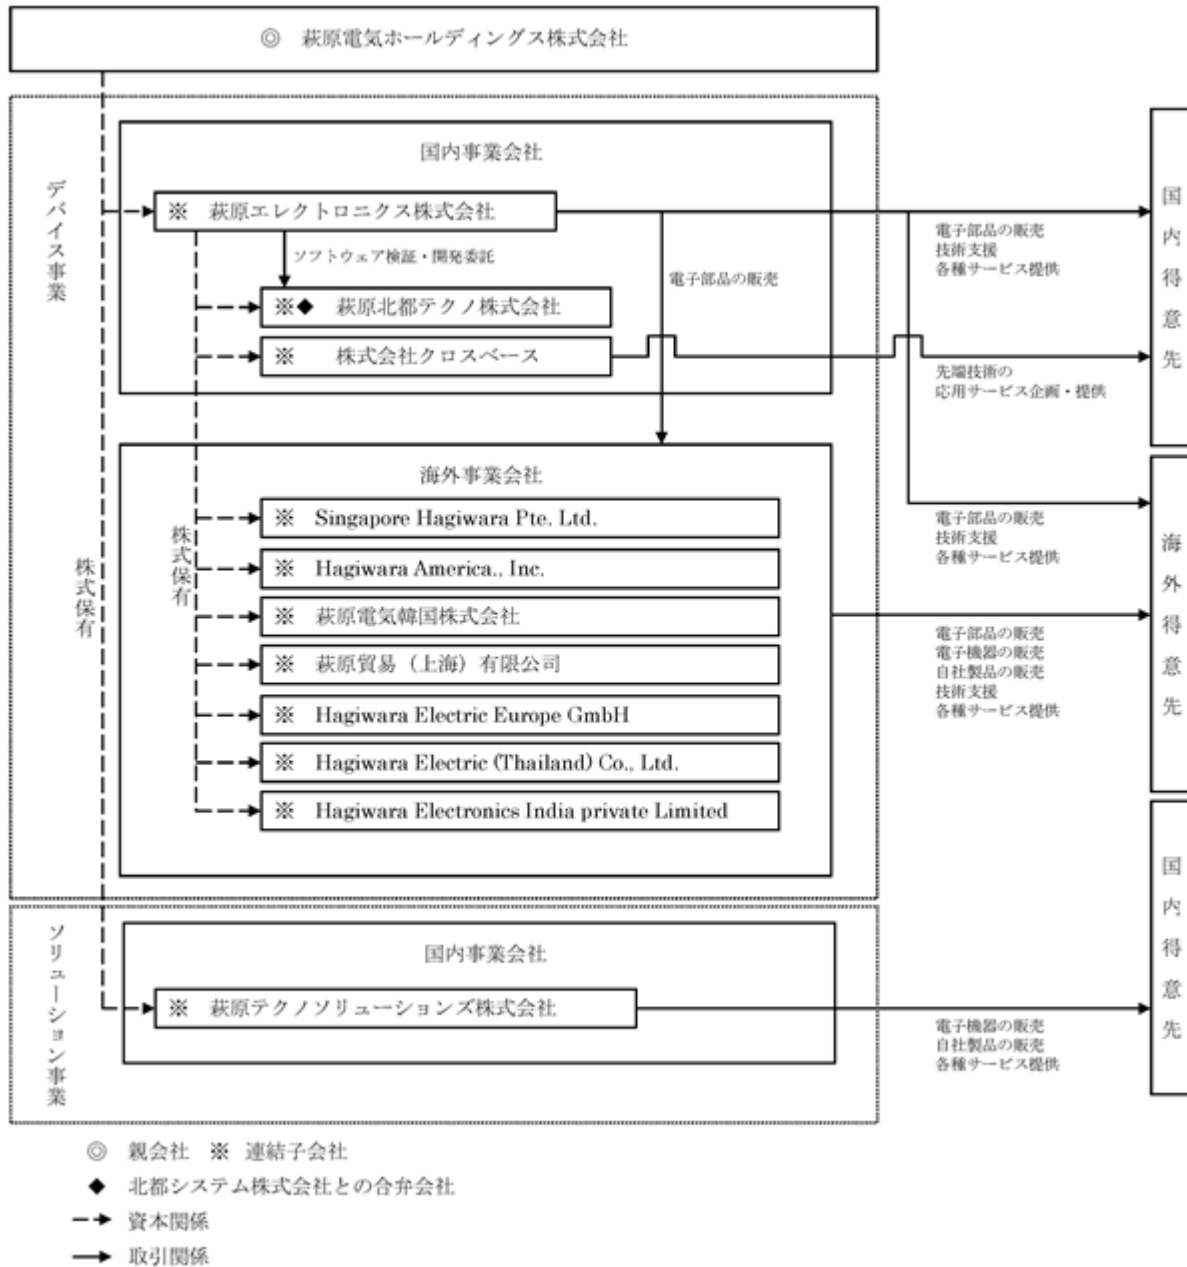 ◎ 萩原電気ホールディングス株式会社
デバイス事業
国内事業会社
※ 萩原エレクトロニクス株式会社
ソフトウェア検証・開発委託
※◆ 萩原北都テクノ株式会社
※ 株式会社クロスベース
電子部品の販売
電子部品の販売
技術支援
各種サービス提供
先端技術の
応用サービス企画・提供
国内得意先
株式保有
海外事業会社
株式保有
※ Singapore Hagiwara Pte. Ltd.
※ Hagiwara America., Inc.
※ 萩原電気韓国株式会社
※ 萩原貿易（上海）有限公司
※ Hagiwara Electric Europe GmbH
※ Hagiwara Electric (Thailand) Co., Ltd.
※ Hagiwara Electronics India private Limited
電子部品の販売
技術支援
各種サービス提供
電子部品の販売
電子機器の販売
自社製品の販売
技術支援
各種サービス提供
海外得意先
ソリューション事業
国内事業会社
※ 萩原テクノソリューションズ株式会社
電子機器の販売
自社製品の販売
各種サービス提供
国内得意先
◎ 親会社 ※ 連結子会社
◆ 北都システム株式会社との合弁会社
資本関係
取引関係